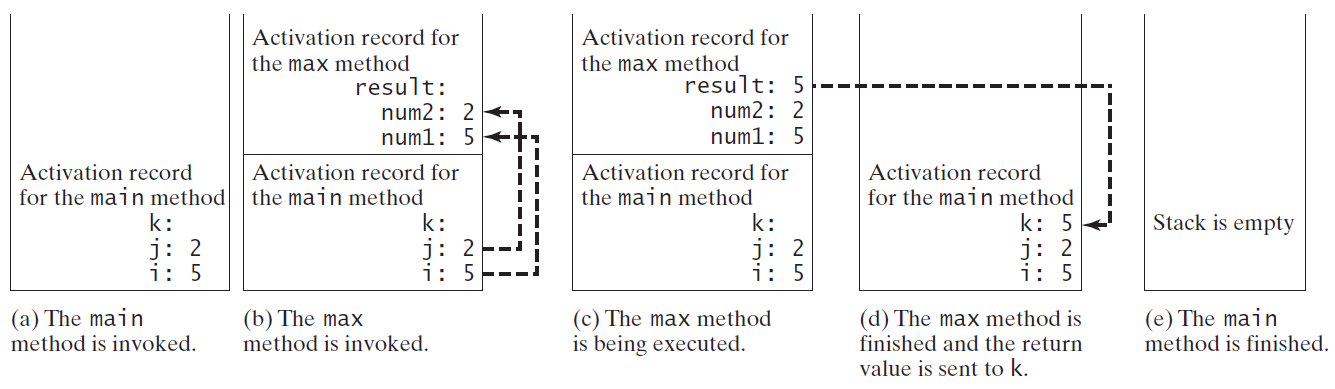 Activation record
for the main method
k:
j: 2
i: 5
(a) The main
method is invoked.
Activation record for
the max method
result:
num2: 2
num1: 5
Activation record for
the main method
k:
j: 2
i: 5
(b) The max
method is invoked.
Activation record for
the max method
result: 5
num2: 2
num1: 5
Activation record for
the main method
k:
j: 2
i: 5
(c) The max method
is being executed.
Activation record
for the main method
k: 5
j: 2
i: 5
(d) The max method is
finished and the return
value is sent to k.
Stack is empty
(e) The main
method is finished.